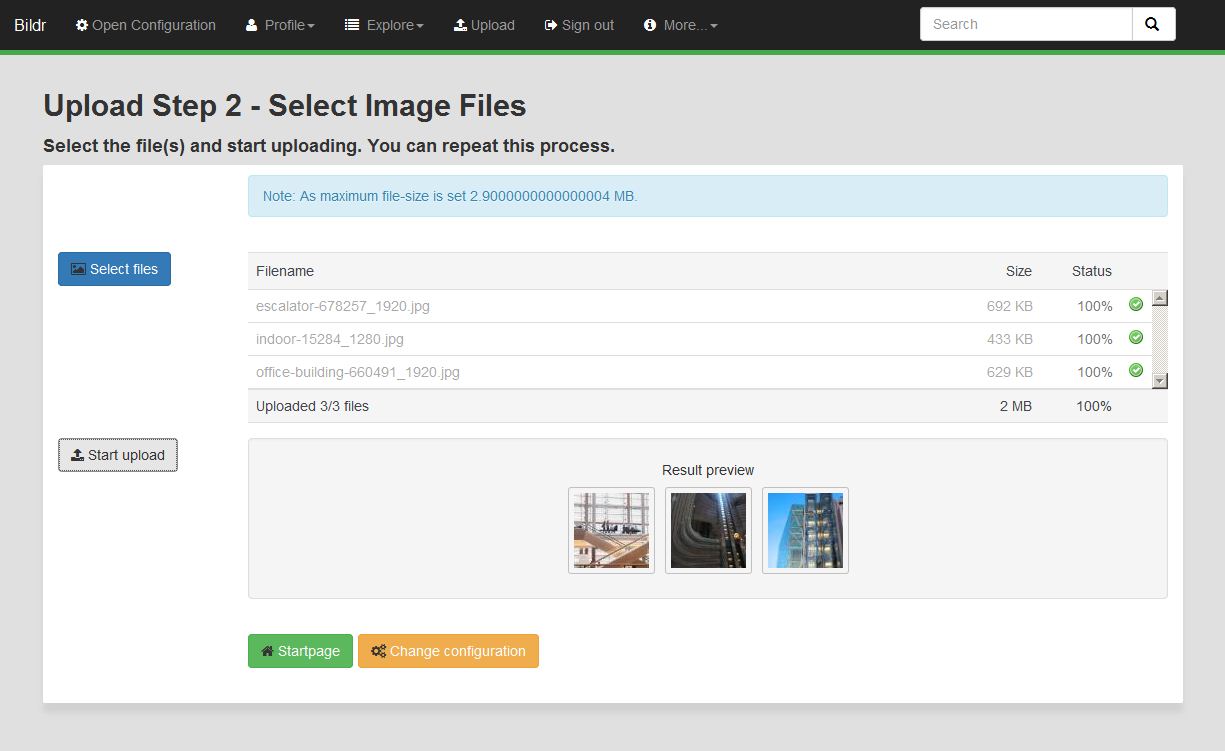 Bildr Open Configuration Profile Explore Upload Sign out More... Search
Upload Step 2 - Select Image Files
Select the file(s) and start uploading. You can repeat this process.
Note: As maximum file-size is set 2.9000000000000004 MB.
Select files
Filename Size Status
escalator-678257_1920.jpg 692 KB 100%
indoor-15284_1280.jpg 433 KB 100%
office-building-660491_1920.jpg 629 KB 100%
Uploaded 3/3 files 2 MB 100%
Start upload
Result preview
Startpage Change configuration